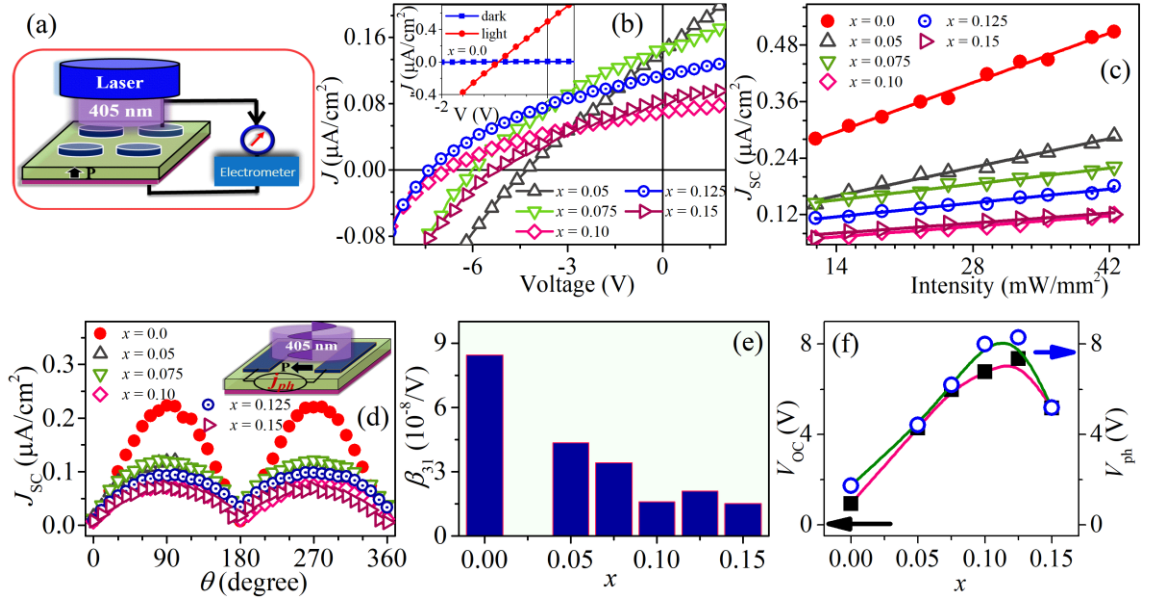 (a)
Laser
405 nm
P
Electrometer
(b)
dark
light
x = 0.0
J (μA/cm²)
0.4
0.0
0.4
-2
V (V)
0
J (μA/cm²)
0.16
0.08
0.00
-0.08
x = 0.05
x = 0.125
x = 0.075
x = 0.15
x = 0.10
-6
-3
0
Voltage (V)
(c)
x = 0.0
x = 0.125
x = 0.05
x = 0.15
x = 0.075
x = 0.10
J_SC (μA/cm²)
0.48
0.36
0.24
0.12
14
28
42
Intensity (mW/mm²)
(d)
x = 0.0
x = 0.05
x = 0.075
x = 0.10
x = 0.125
x = 0.15
405 nm
P
j_ph
J_SC (μA/cm²)
0.3
0.2
0.1
0.0
0
90
180
270
360
θ (degree)
(e)
β₃₁ (10⁻⁸/V)
9
6
3
0
0.00
0.05
0.10
0.15
x
(f)
V_OC (V)
8
4
0
V_ph (V)
8
4
0
0.00
0.05
0.10
0.15
x